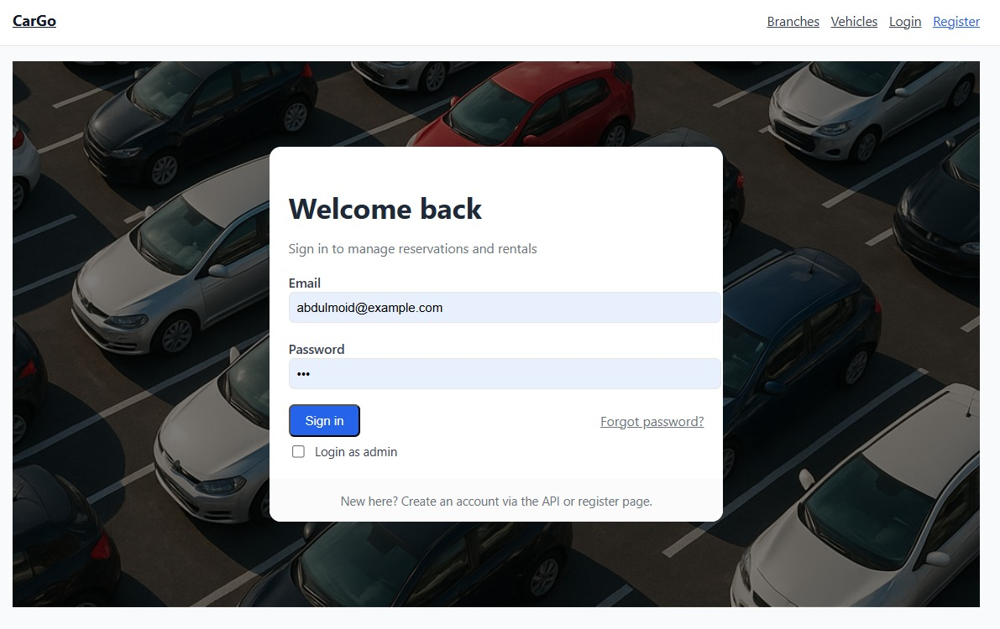 CarGo
Branches Vehicles Login Register
Welcome back
Sign in to manage reservations and rentals
Email
abdulmoid@example.com
Password
•••
Sign in
Forgot password?
Login as admin
New here? Create an account via the API or register page.